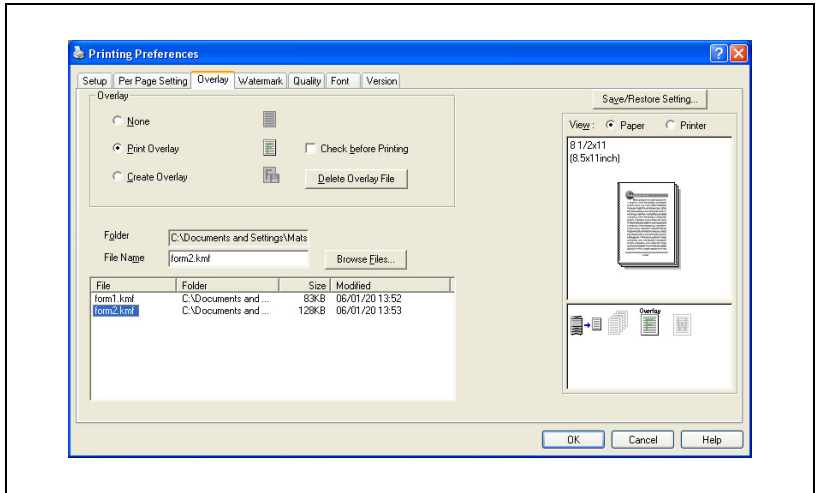 Printing Preferences
Setup Per Page Setting Overlay Watermark Quality Font Version
Overlay
None
Print Overlay
Check before Printing
Create Overlay
Delete Overlay File
Folder
C:\Documents and Settings\Mats
File Name
form2.kmf
Browse Files...
File Folder Size Modified
form1.kmf C:\Documents and ... 83KB 06/01/20 13:52
form2.kmf C:\Documents and ... 128KB 06/01/20 13:53
Save/Restore Setting...
View : Paper Printer
8 1/2x11
(8.5x11inch)
Overlay
OK Cancel Help